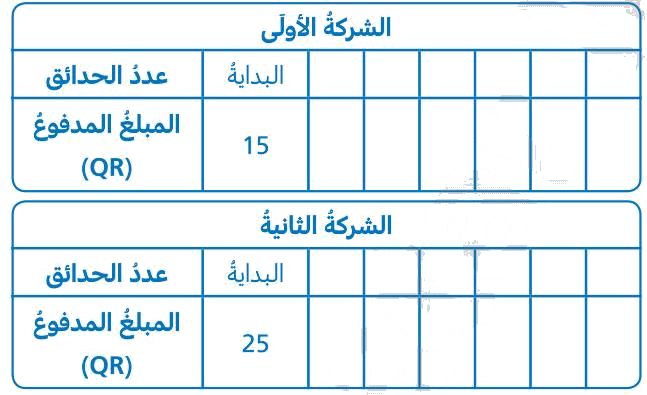 الشركةُ الأولَى
عددُ الحدائق البدايةُ
المبلغُ المدفوعُ (QR) 15
الشركةُ الثانيةُ
عددُ الحدائق البدايةُ
المبلغُ المدفوعُ (QR) 25